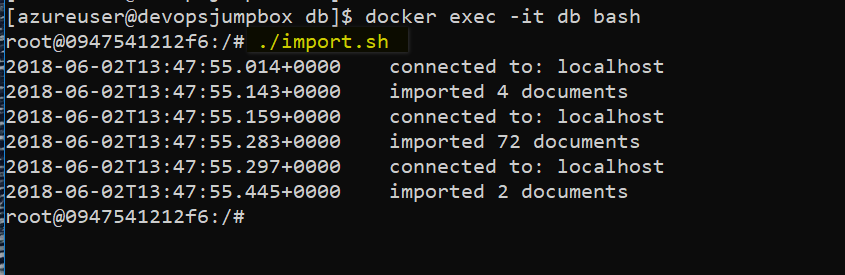 [azureuser@devopsjumpbox db]$ docker exec -it db bash
root@0947541212f6:/# ./import.sh
2018-06-02T13:47:55.014+0000    connected to: localhost
2018-06-02T13:47:55.143+0000    imported 4 documents
2018-06-02T13:47:55.159+0000    connected to: localhost
2018-06-02T13:47:55.283+0000    imported 72 documents
2018-06-02T13:47:55.297+0000    connected to: localhost
2018-06-02T13:47:55.445+0000    imported 2 documents
root@0947541212f6:/#